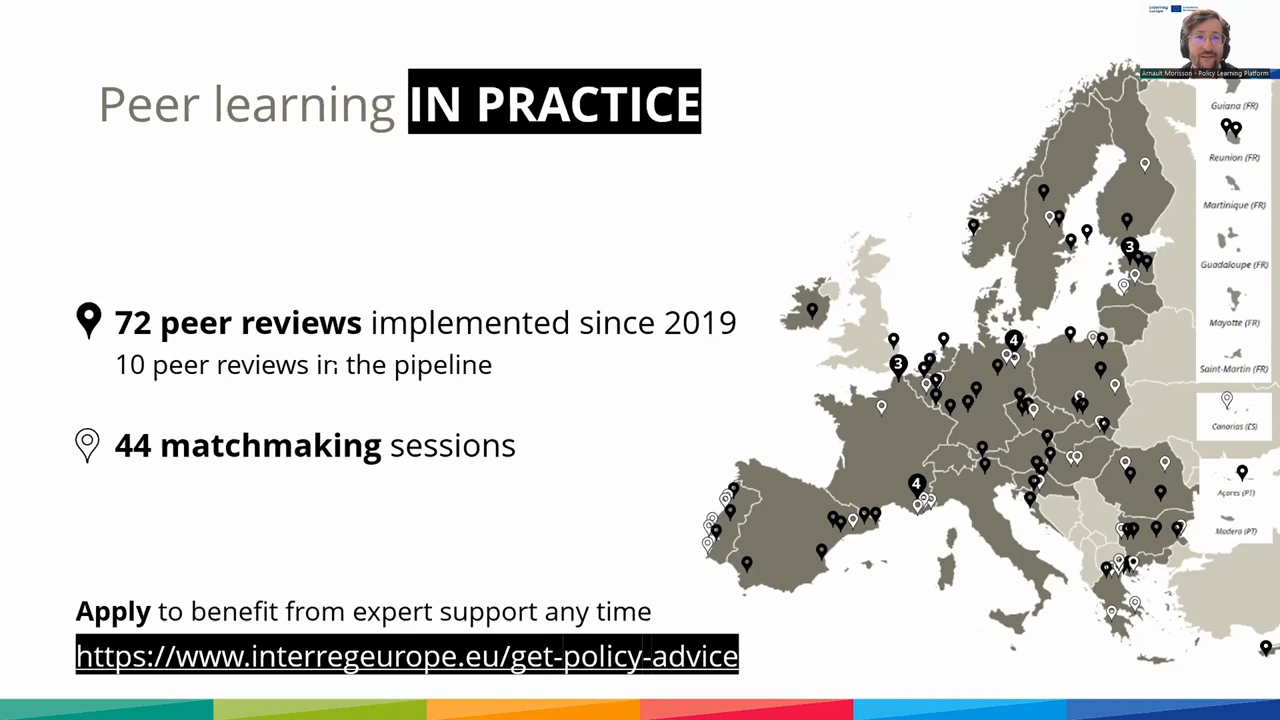 Interreg
Europe
Arnault Morisson - Policy Learning Platform
Peer learning IN PRACTICE
72 peer reviews implemented since 2019
10 peer reviews in the pipeline
44 matchmaking sessions
Apply to benefit from expert support any time
https://www.interregeurope.eu/get-policy-advice
3
4
3
4
Guiana (FR)
Reunion (FR)
Martinique (FR)
Guadaloupe (FR)
Mayotte (FR)
Saint-Martin (FR)
Canarias (ES)
Açores (PT)
Madera (PT)